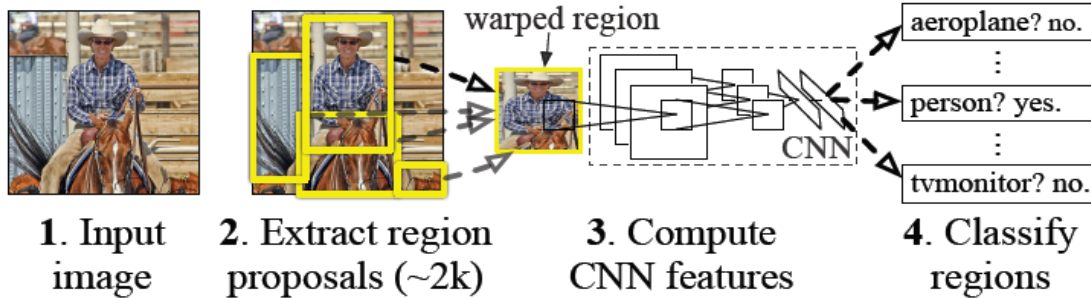 warped region
aeroplane? no.
⋮
person? yes.
⋮
tvmonitor? no.
CNN
1. Input image
2. Extract region proposals (~2k)
3. Compute CNN features
4. Classify regions